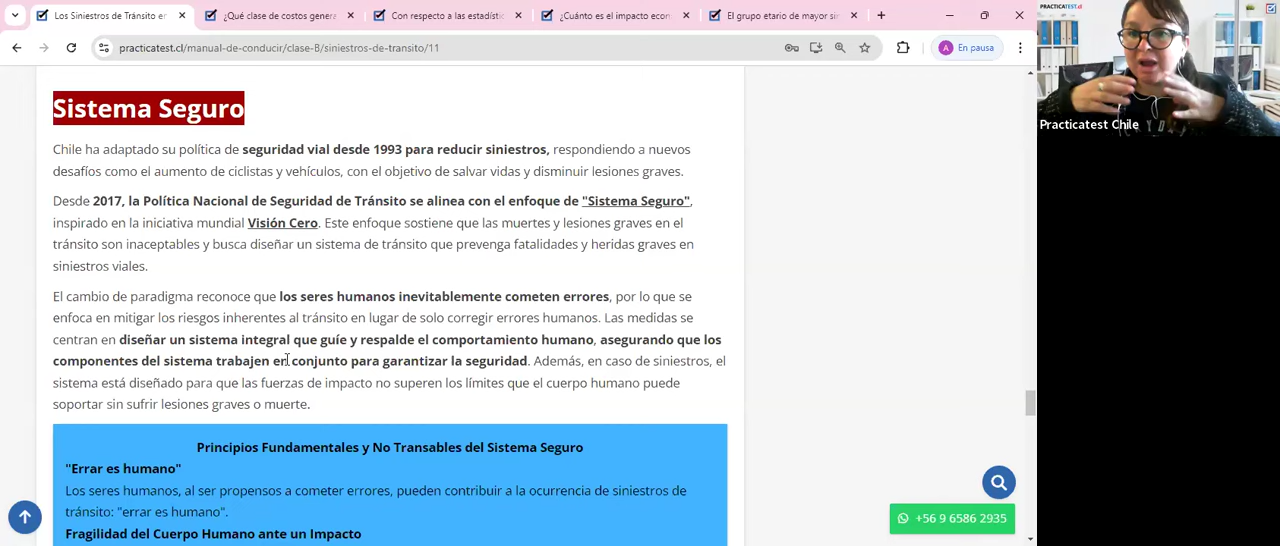 Los Siniestros de Tránsito en
¿Qué clase de costos genera
Con respecto a las estadístic
¿Cuánto es el impacto econ
El grupo etario de mayor sin
practicatest.cl/manual-de-conducir/clase-B/siniestros-de-transito/11
A En pausa
PRACTICATEST.cl
Practicatest Chile
Sistema Seguro
Chile ha adaptado su política de seguridad vial desde 1993 para reducir siniestros, respondiendo a nuevos
desafíos como el aumento de ciclistas y vehículos, con el objetivo de salvar vidas y disminuir lesiones graves.
Desde 2017, la Política Nacional de Seguridad de Tránsito se alinea con el enfoque de "Sistema Seguro",
inspirado en la iniciativa mundial Visión Cero. Este enfoque sostiene que las muertes y lesiones graves en el
tránsito son inaceptables y busca diseñar un sistema de tránsito que prevenga fatalidades y heridas graves en
siniestros viales.
El cambio de paradigma reconoce que los seres humanos inevitablemente cometen errores, por lo que se
enfoca en mitigar los riesgos inherentes al tránsito en lugar de solo corregir errores humanos. Las medidas se
centran en diseñar un sistema integral que guíe y respalde el comportamiento humano, asegurando que los
componentes del sistema trabajen en conjunto para garantizar la seguridad. Además, en caso de siniestros, el
sistema está diseñado para que las fuerzas de impacto no superen los límites que el cuerpo humano puede
soportar sin sufrir lesiones graves o muerte.
Principios Fundamentales y No Transables del Sistema Seguro
"Errar es humano"
Los seres humanos, al ser propensos a cometer errores, pueden contribuir a la ocurrencia de siniestros de
tránsito: "errar es humano".
Fragilidad del Cuerpo Humano ante un Impacto
+56 9 6586 2935